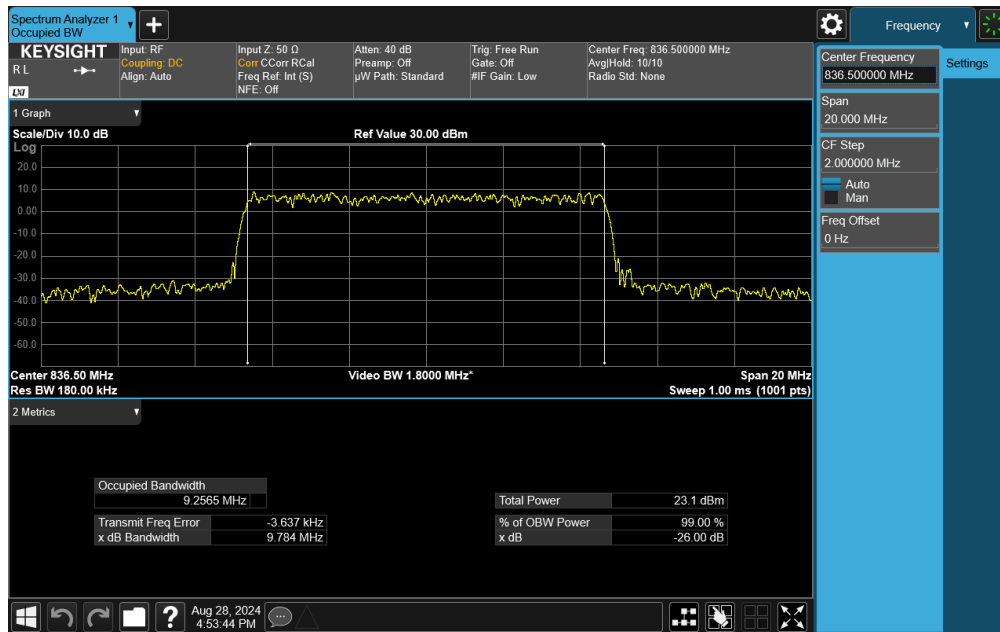 Spectrum Analyzer 1
Occupied BW
Frequency
KEYSIGHT
R L
LXI
Input: RF
Coupling: DC
Align: Auto
Input Z: 50 Ω
Corr CCorr RCal
Freq Ref: Int (S)
NFE: Off
Atten: 40 dB
Preamp: Off
µW Path: Standard
Trig: Free Run
Gate: Off
#IF Gain: Low
Center Freq: 836.500000 MHz
Avg|Hold: 10/10
Radio Std: None
Center Frequency
836.500000 MHz
Settings
Span
20.000 MHz
CF Step
2.000000 MHz
Auto
Man
Freq Offset
0 Hz
1 Graph
Scale/Div 10.0 dB
Ref Value 30.00 dBm
Log
20.0
10.0
0.00
-10.0
-20.0
-30.0
-40.0
-50.0
-60.0
Center 836.50 MHz
Video BW 1.8000 MHz*
Span 20 MHz
Res BW 180.00 kHz
Sweep 1.00 ms (1001 pts)
2 Metrics
Occupied Bandwidth
9.2565 MHz
Total Power 23.1 dBm
Transmit Freq Error -3.637 kHz
% of OBW Power 99.00 %
x dB Bandwidth 9.784 MHz
x dB -26.00 dB
Aug 28, 2024
4:53:44 PM